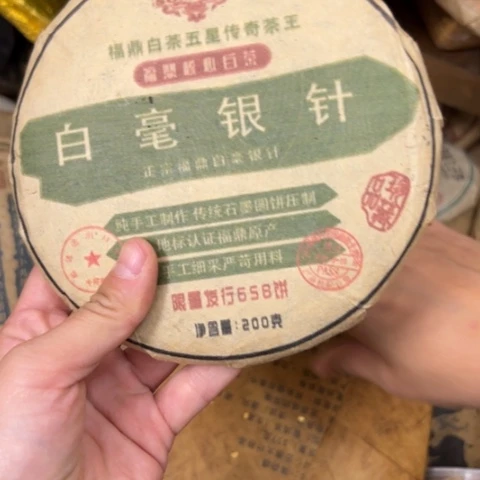 福鼎白茶五星传奇茶王
白毫银针
正宗福鼎白毫银针
纯手工制作 传统石墨圆饼压制
地标认证福鼎原产
工细采严苛用料
限量发行658饼
净含量:200克